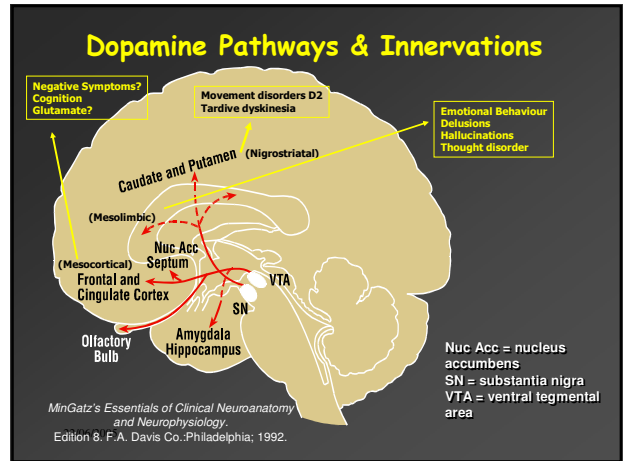 Dopamine Pathways & Innervations
Negative Symptoms?
Cognition
Glutamate?
Movement disorders D2
Tardive dyskinesia
Emotional Behaviour
Delusions
Hallucinations
Thought disorder
Caudate and Putamen
(Nigrostriatal)
(Mesolimbic)
Nuc Acc
Septum
(Mesocortical)
Frontal and
Cingulate Cortex
VTA
SN
Olfactory
Bulb
Amygdala
Hippocampus
Nuc Acc = nucleus
accumbens
SN = substantia nigra
VTA = ventral tegmental
area
MinGatz's Essentials of Clinical Neuroanatomy
and Neurophysiology.
Edition 8. F.A. Davis Co.:Philadelphia; 1992.